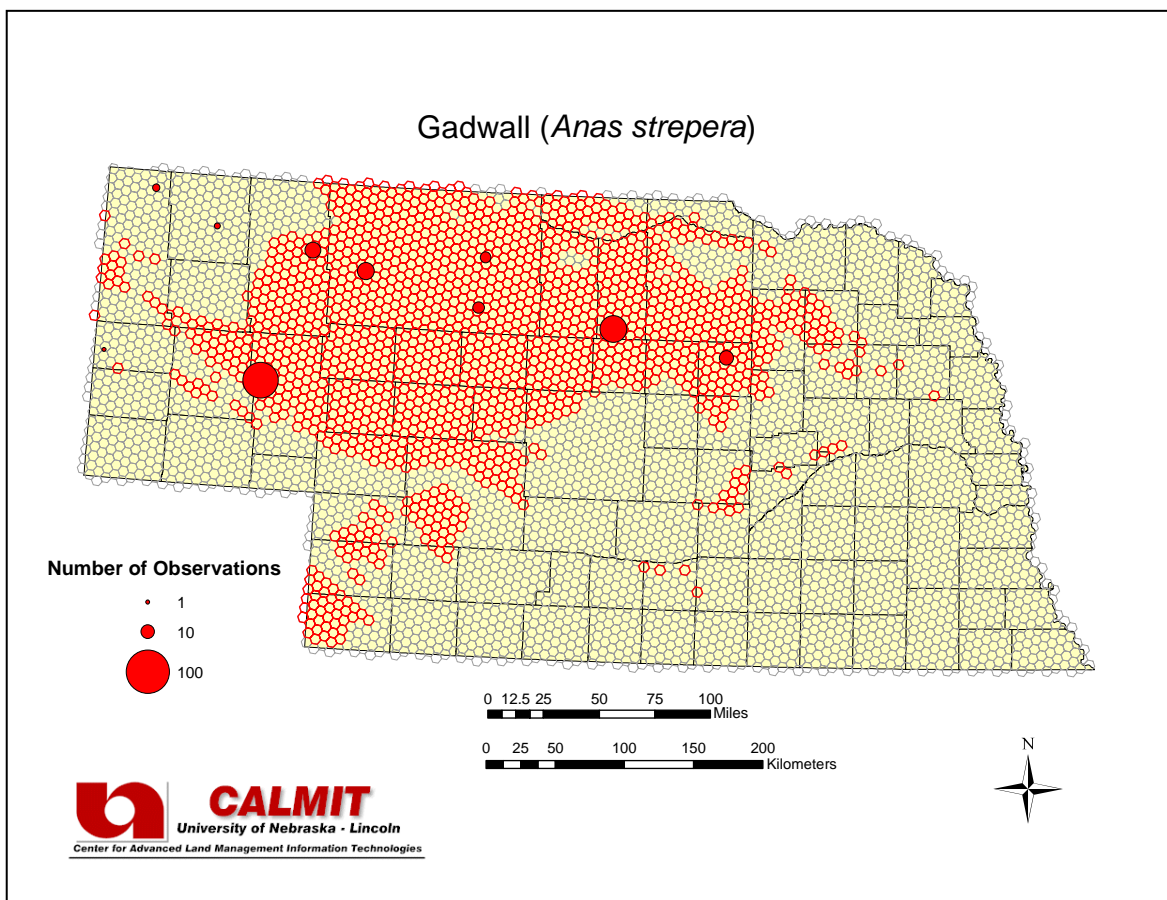 Gadwall (Anas strepera)
Number of Observations
1
10
100
0 12.5 25 50 75 100
Miles
0 25 50 100 150 200
Kilometers
N
CALMIT
University of Nebraska - Lincoln
Center for Advanced Land Management Information Technologies